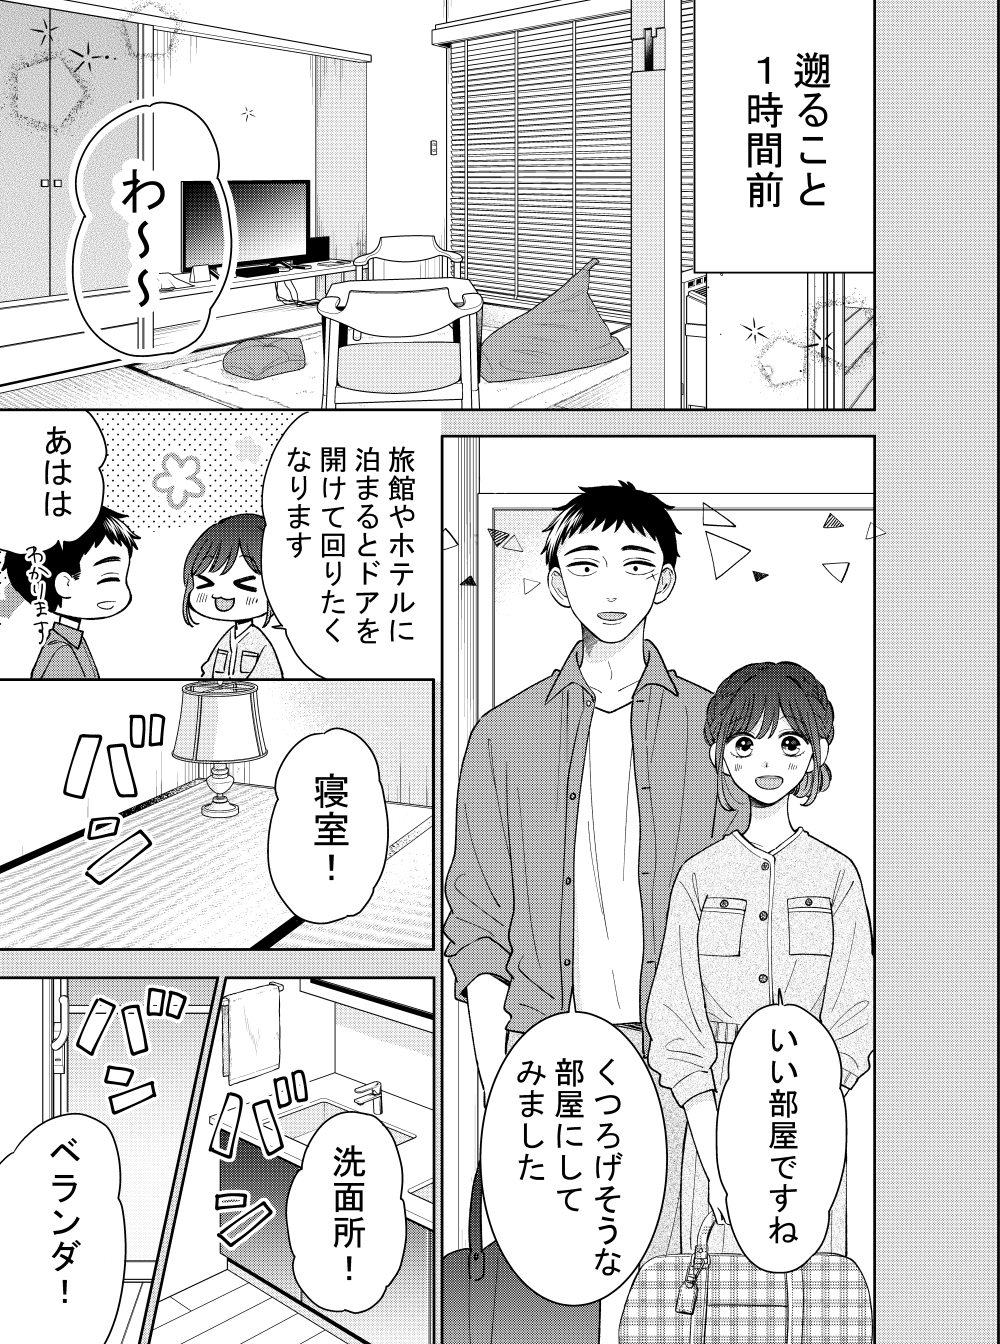 遡ること
１時間前
わ〜〜
いい部屋ですね
くつろげそうな
部屋にして
みました
旅館やホテルに
泊まるとドアを
開けて回りたく
なります
あはは
わかります
寝室！
バンッ
洗面所！
バンッ
ベランダ！
バンッ